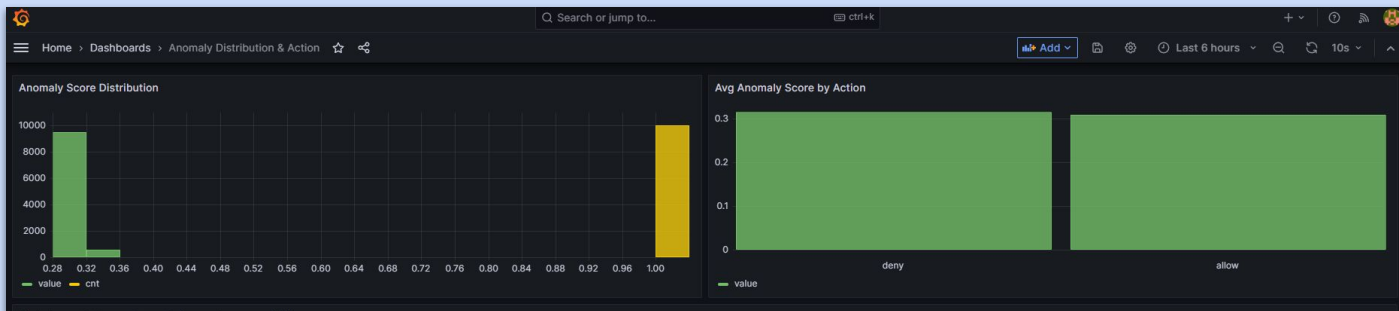 Search or jump to... ctrl+k
Home › Dashboards › Anomaly Distribution & Action Add Last 6 hours 10s
Anomaly Score Distribution
10000
8000
6000
4000
2000
0
0.28 0.32 0.36 0.40 0.44 0.48 0.52 0.56 0.60 0.64 0.68 0.72 0.76 0.80 0.84 0.88 0.92 0.96 1.00
value cnt
Avg Anomaly Score by Action
0.3
0.2
0.1
0
deny allow
value